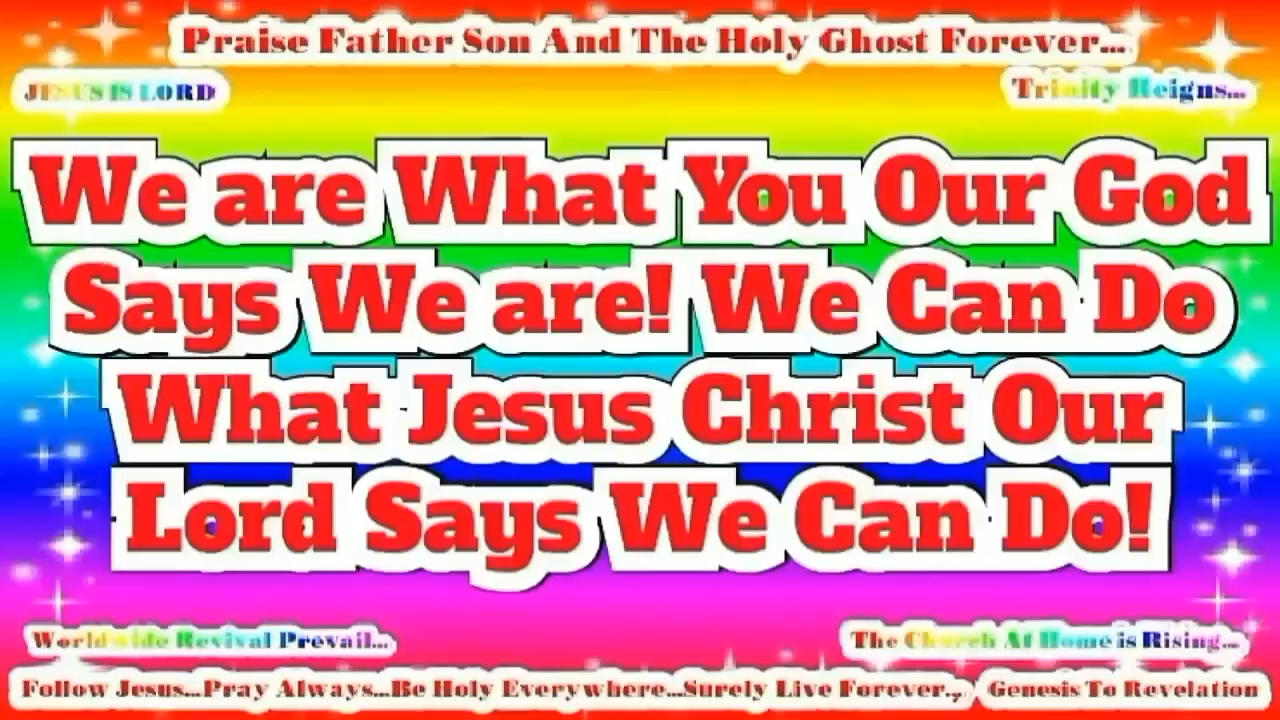 Praise Father Son And The Holy Ghost Forever...
JESUS IS LORD
Trinity Reigns...
We are What You Our God
Says We are! We Can Do
What Jesus Christ Our
Lord Says We Can Do!
Worldwide Revival Prevail...
The Church At Home is Rising...
Follow Jesus...Pray Always...Be Holy Everywhere...Surely Live Forever.., Genesis To Revelation